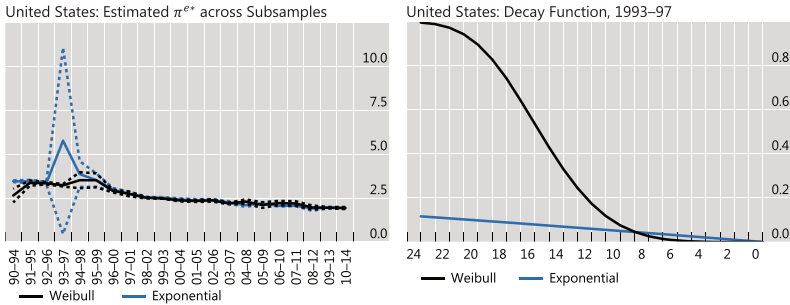 United States: Estimated π^e* across Subsamples
10.0
7.5
5.0
2.5
0.0
90–94 91–95 92–96 93–97 94–98 95–99 96–00 97–01 98–02 99–03 00–04 01–05 02–06 03–07 04–08 05–09 06–10 07–11 08–12 09–13 10–14
Weibull Exponential
United States: Decay Function, 1993–97
0.8
0.6
0.4
0.2
0.0
24 22 20 18 16 14 12 10 8 6 4 2 0
Weibull Exponential